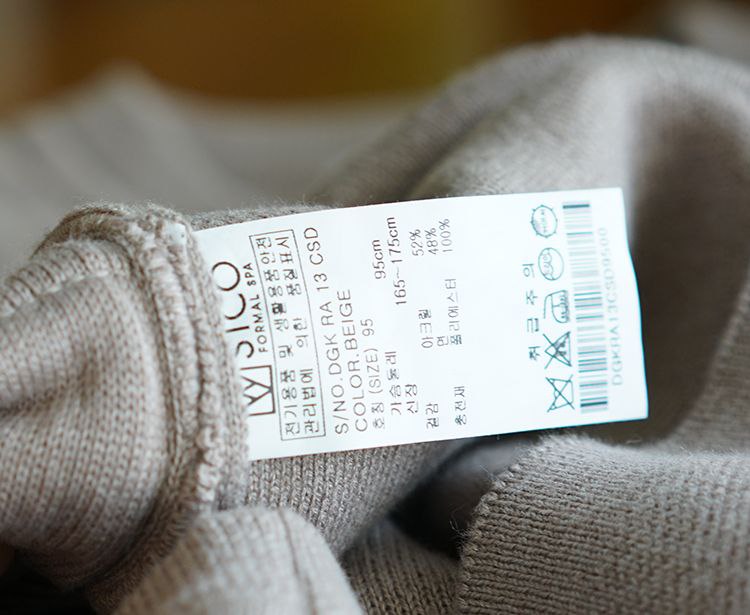 SICO
FORMAL SPA
전기용품 및 생활용품 안전
관리법에 의한 품질표시
S/NO.DGK RA 13 CSD
COLOR.BEIGE
호칭 (SIZE) 95
가슴둘레 95cm
신장 165~175cm
겉감 아크릴 52%
면 48%
충전재 폴리에스터 100%
취급주의
DGKRA13CSD9500